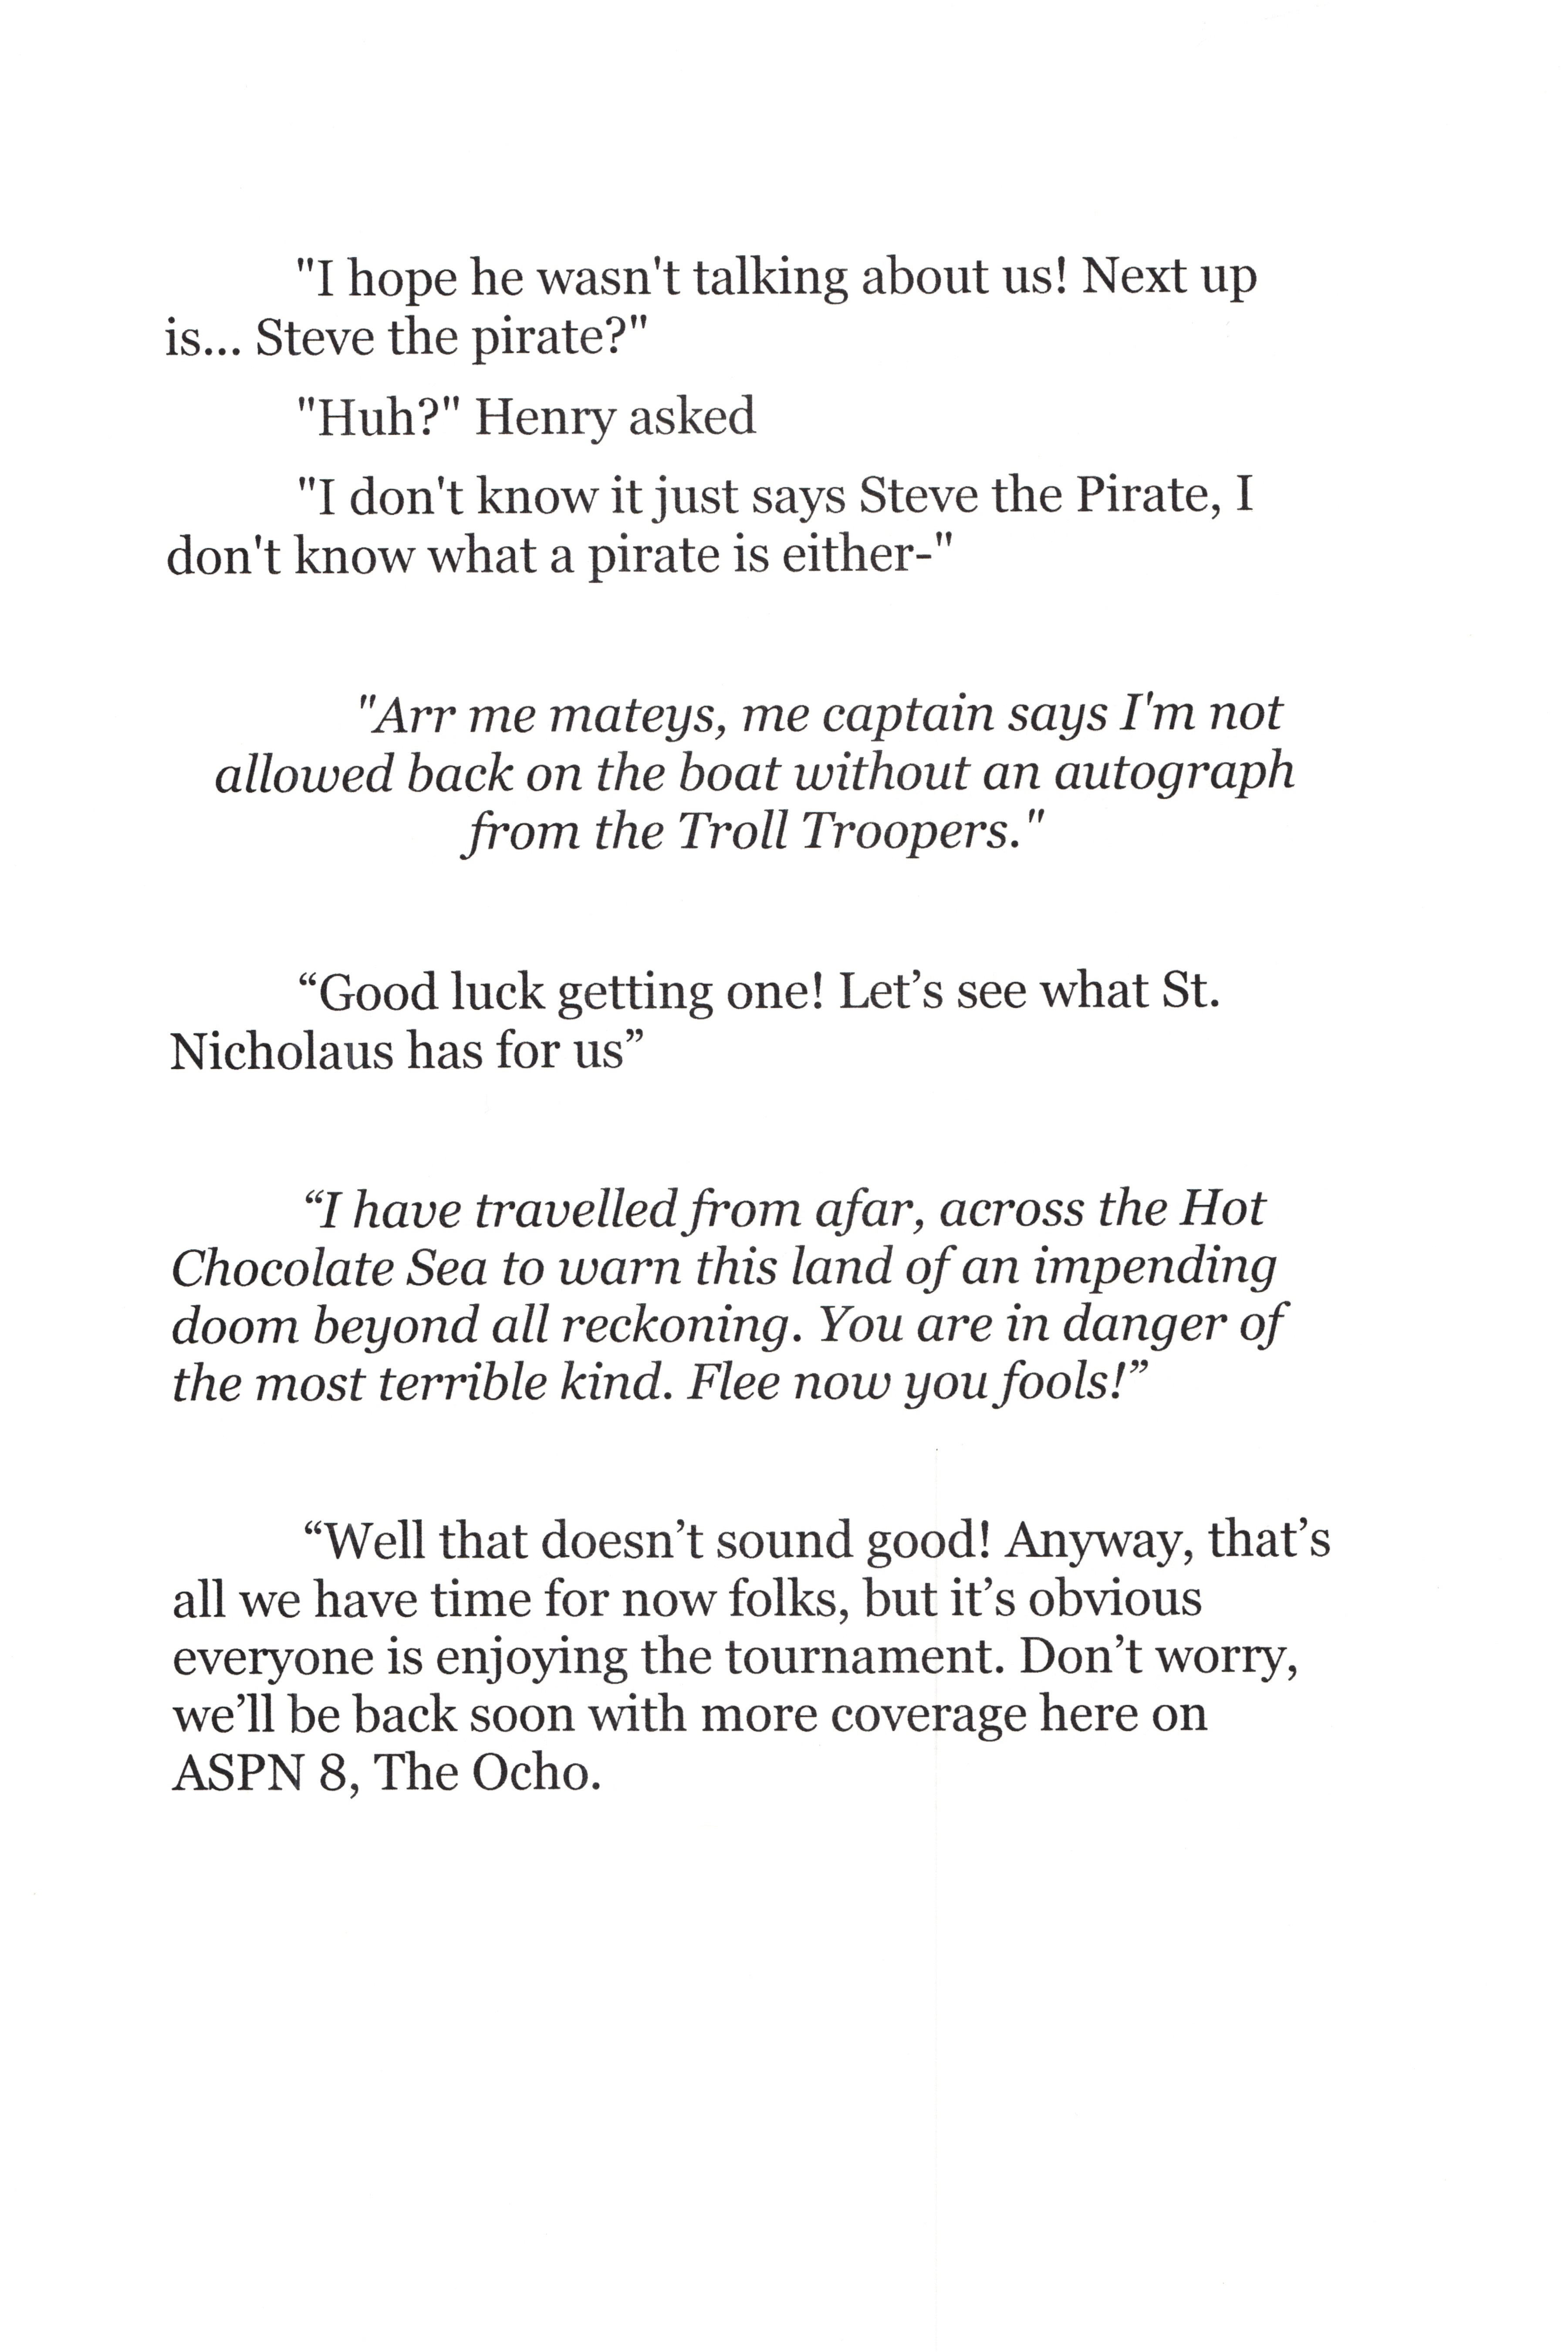 "I hope he wasn't talking about us! Next up
is... Steve the pirate?"
"Huh?" Henry asked
"I don't know it just says Steve the Pirate, I
don't know what a pirate is either-"
"Arr me mateys, me captain says I'm not
allowed back on the boat without an autograph
from the Troll Troopers."
“Good luck getting one! Let’s see what St.
Nicholaus has for us”
“I have travelled from afar, across the Hot
Chocolate Sea to warn this land of an impending
doom beyond all reckoning. You are in danger of
the most terrible kind. Flee now you fools!”
“Well that doesn’t sound good! Anyway, that’s
all we have time for now folks, but it’s obvious
everyone is enjoying the tournament. Don’t worry,
we’ll be back soon with more coverage here on
ASPN 8, The Ocho.